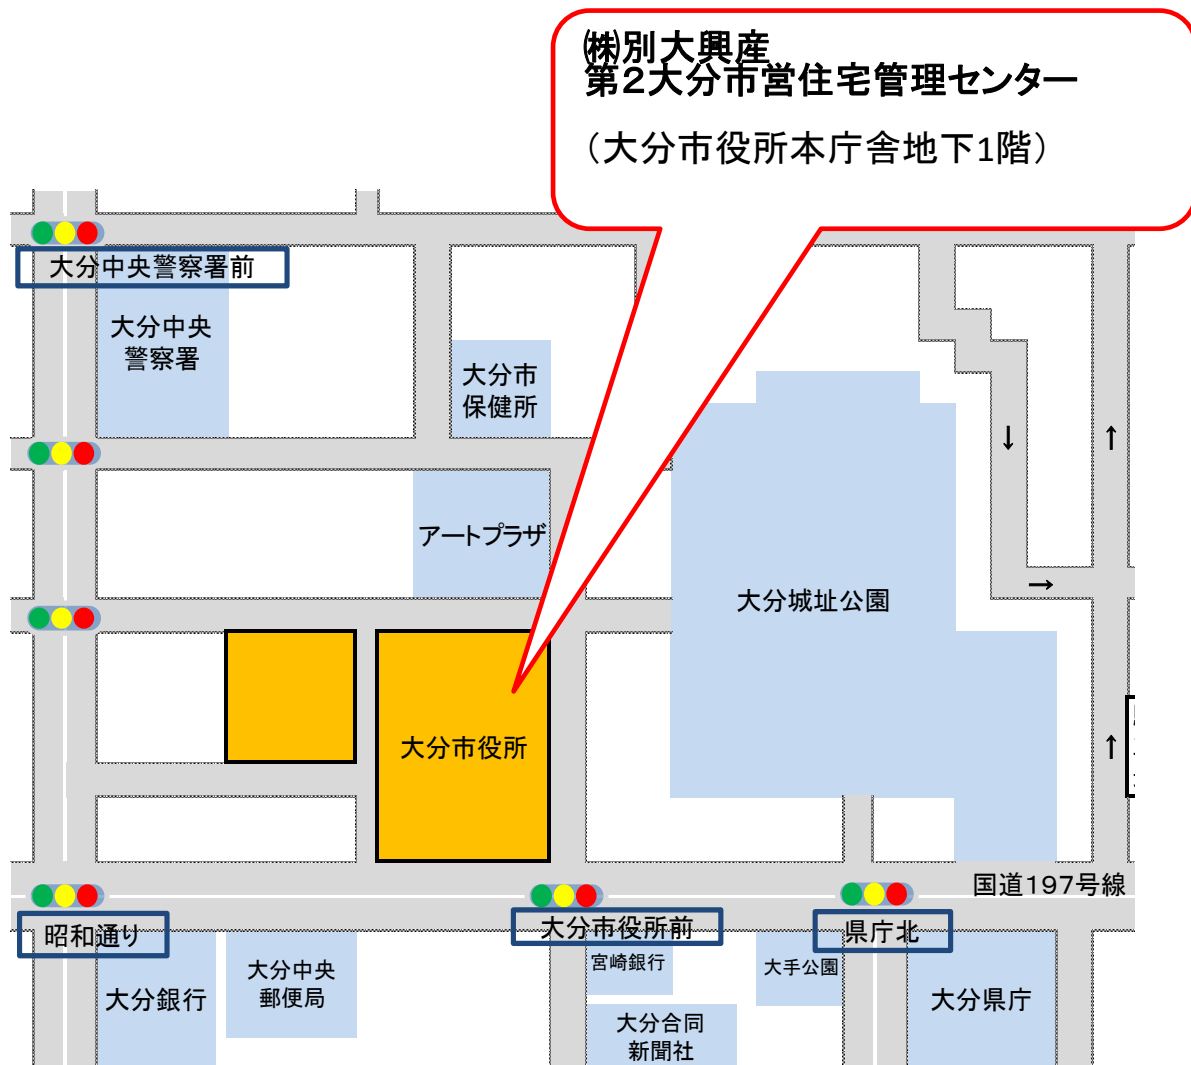 ㈱別大興産
第2大分市営住宅管理センター
（大分市役所本庁舎地下1階）
大分中央警察署前
大分中央
警察署
大分市
保健所
↓
↑
アートプラザ
大分城址公園
→
大分市役所
↑
国道197号線
昭和通り
大分市役所前
県庁北
大分銀行
大分中央
郵便局
宮崎銀行
大手公園
大分県庁
大分合同
新聞社